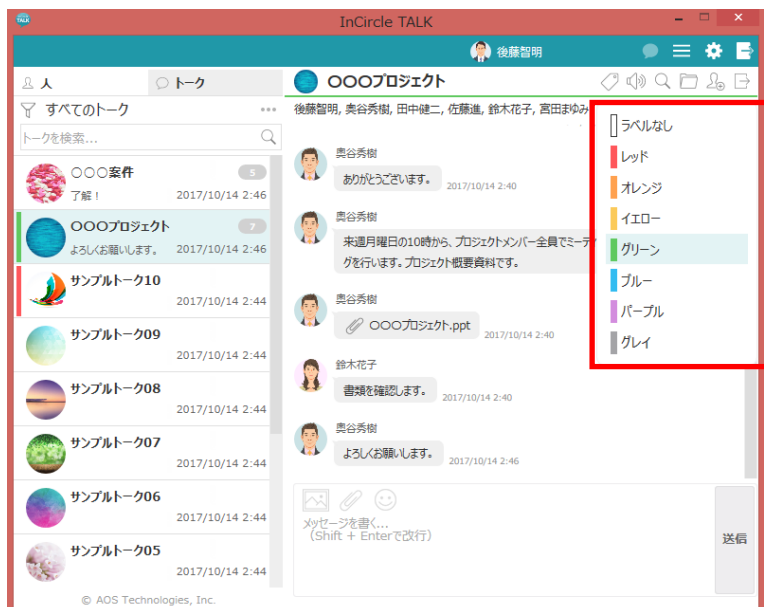 TALK
InCircle TALK
後藤智明
人
トーク
すべてのトーク
トークを検索...
〇〇〇案件
5
了解！
2017/10/14 2:46
〇〇〇プロジェクト
7
よろしくお願いします。
2017/10/14 2:46
サンプルトーク10
2017/10/14 2:44
サンプルトーク09
2017/10/14 2:44
サンプルトーク08
2017/10/14 2:44
サンプルトーク07
2017/10/14 2:44
サンプルトーク06
2017/10/14 2:44
サンプルトーク05
2017/10/14 2:44
© AOS Technologies, Inc.
〇〇〇プロジェクト
後藤智明, 奥谷秀樹, 田中健二, 佐藤進, 鈴木花子, 宮田まゆみ
奥谷秀樹
ありがとうございます。
2017/10/14 2:40
奥谷秀樹
来週月曜日の10時から、プロジェクトメンバー全員でミーティ
グを行います。プロジェクト概要資料です。
奥谷秀樹
〇〇〇プロジェクト.ppt
2017/10/14 2:40
鈴木花子
書類を確認します。
2017/10/14 2:40
奥谷秀樹
よろしくお願いします。
2017/10/14 2:46
メッセージを書く...
（Shift + Enterで改行）
送信
ラベルなし
レッド
オレンジ
イエロー
グリーン
ブルー
パープル
グレイ